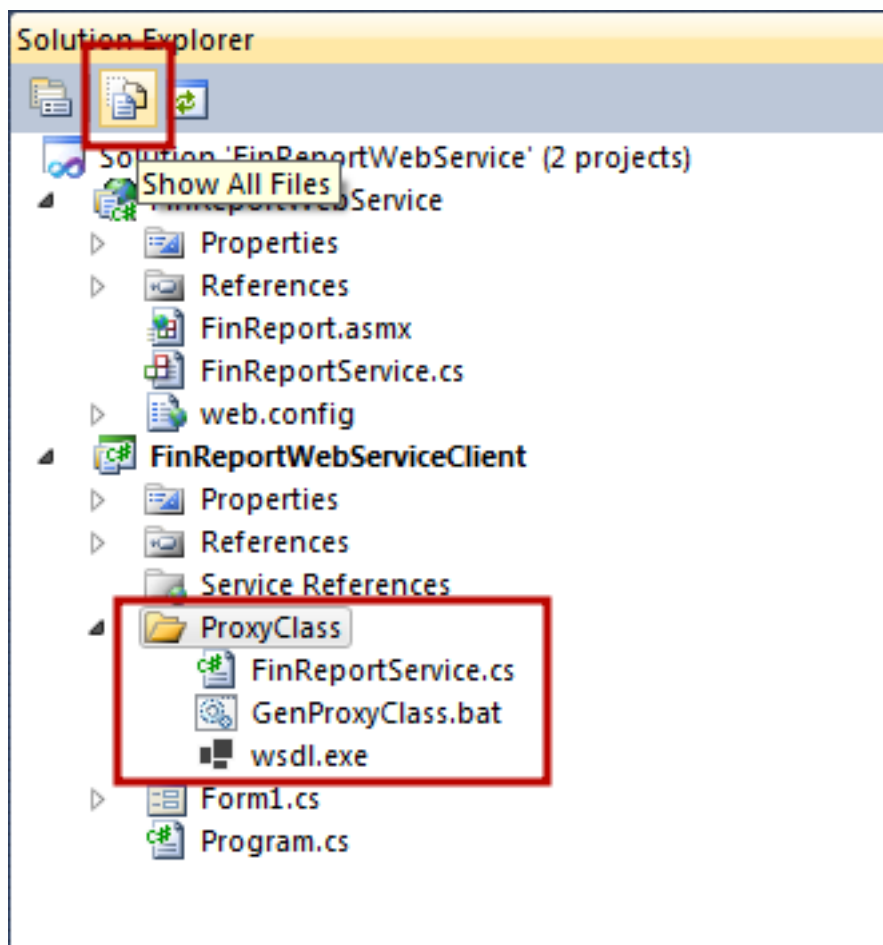 Solution Explorer
Solution 'FinReportWebService' (2 projects)
Show All Files
FinReportWebService
Properties
References
FinReport.asmx
FinReportService.cs
web.config
FinReportWebServiceClient
Properties
References
Service References
ProxyClass
FinReportService.cs
GenProxyClass.bat
wsdl.exe
Form1.cs
Program.cs